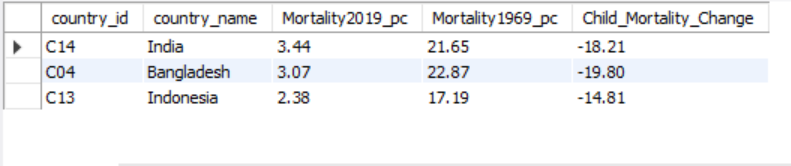 country_id country_name Mortality2019_pc Mortality1969_pc Child_Mortality_Change
C14 India 3.44 21.65 -18.21
C04 Bangladesh 3.07 22.87 -19.80
C13 Indonesia 2.38 17.19 -14.81